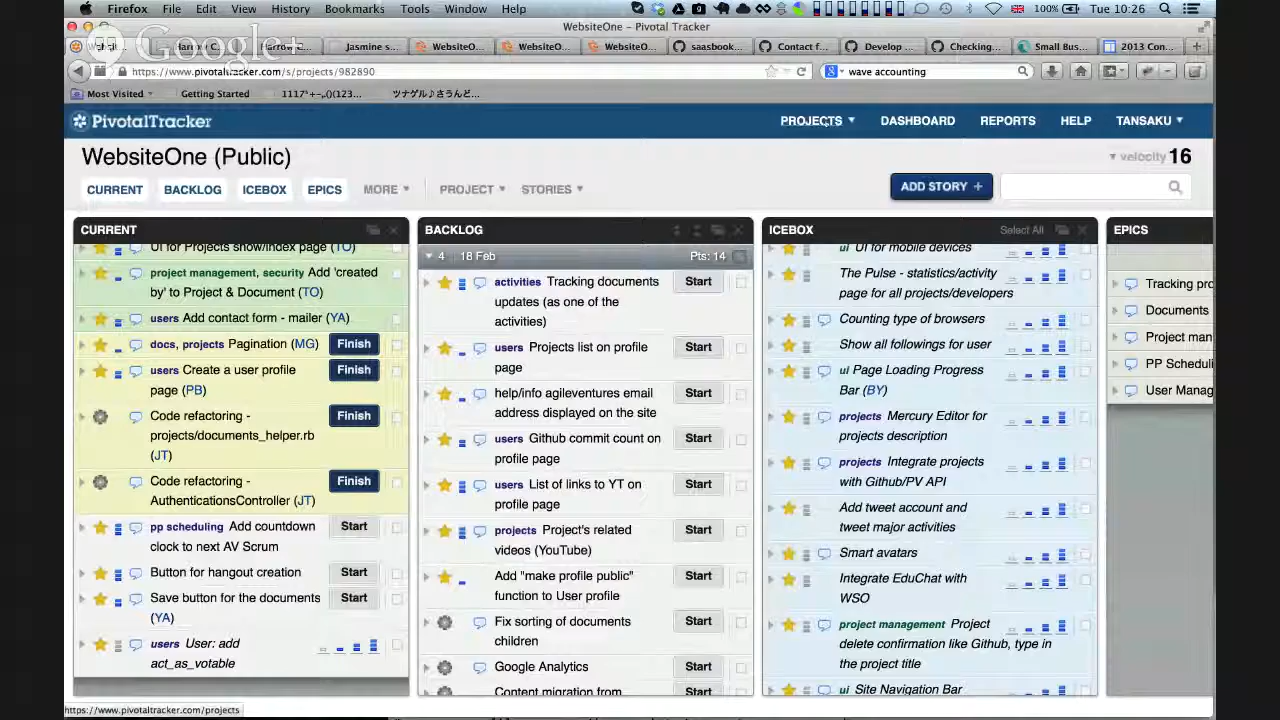 Firefox File Edit View History Bookmarks Tools Window Help 100% Tue 10:26
WebsiteOne - Pivotal Tracker
Google+
Jasmine s... WebsiteO... WebsiteO... WebsiteO... saasbook... Contact f... Develop ... Checking... Small Bus... 2013 Con...
https://www.pivotaltracker.com/s/projects/982890
wave accounting
Most Visited Getting Started
PivotalTracker
PROJECTS DASHBOARD REPORTS HELP TANSAKU
WebsiteOne (Public)
velocity 16
CURRENT BACKLOG ICEBOX EPICS MORE PROJECT STORIES
ADD STORY +
CURRENT
UI for Projects show/index page (TO)
project management, security Add 'created
by' to Project & Document (TO)
users Add contact form - mailer (YA)
docs, projects Pagination (MG) Finish
users Create a user profile Finish
page (PB)
Code refactoring - Finish
projects/documents_helper.rb
(JT)
Code refactoring - Finish
AuthenticationsController (JT)
pp scheduling Add countdown Start
clock to next AV Scrum
Button for hangout creation Start
Save button for the documents Start
(YA)
users User: add
act_as_votable
BACKLOG
4 18 Feb Pts: 14
activities Tracking documents Start
updates (as one of the
activities)
users Projects list on profile Start
page
help/info agileventures email Start
address displayed on the site
users Github commit count on Start
profile page
users List of links to YT on Start
profile page
projects Project's related Start
videos (YouTube)
Add "make profile public" Start
function to User profile
Fix sorting of documents Start
children
Google Analytics Start
Content migration from Start
ICEBOX Select All
ui UI for mobile devices
The Pulse - statistics/activity
page for all projects/developers
Counting type of browsers
Show all followings for user
ui Page Loading Progress
Bar (BY)
projects Mercury Editor for
projects description
projects Integrate projects
with Github/PV API
Add tweet account and
tweet major activities
Smart avatars
Integrate EduChat with
WSO
project management Project
delete confirmation like Github, type in
the project title
ui Site Navigation Bar
EPICS
Tracking pro
Documents
Project man
PP Scheduli
User Manag
https://www.pivotaltracker.com/projects